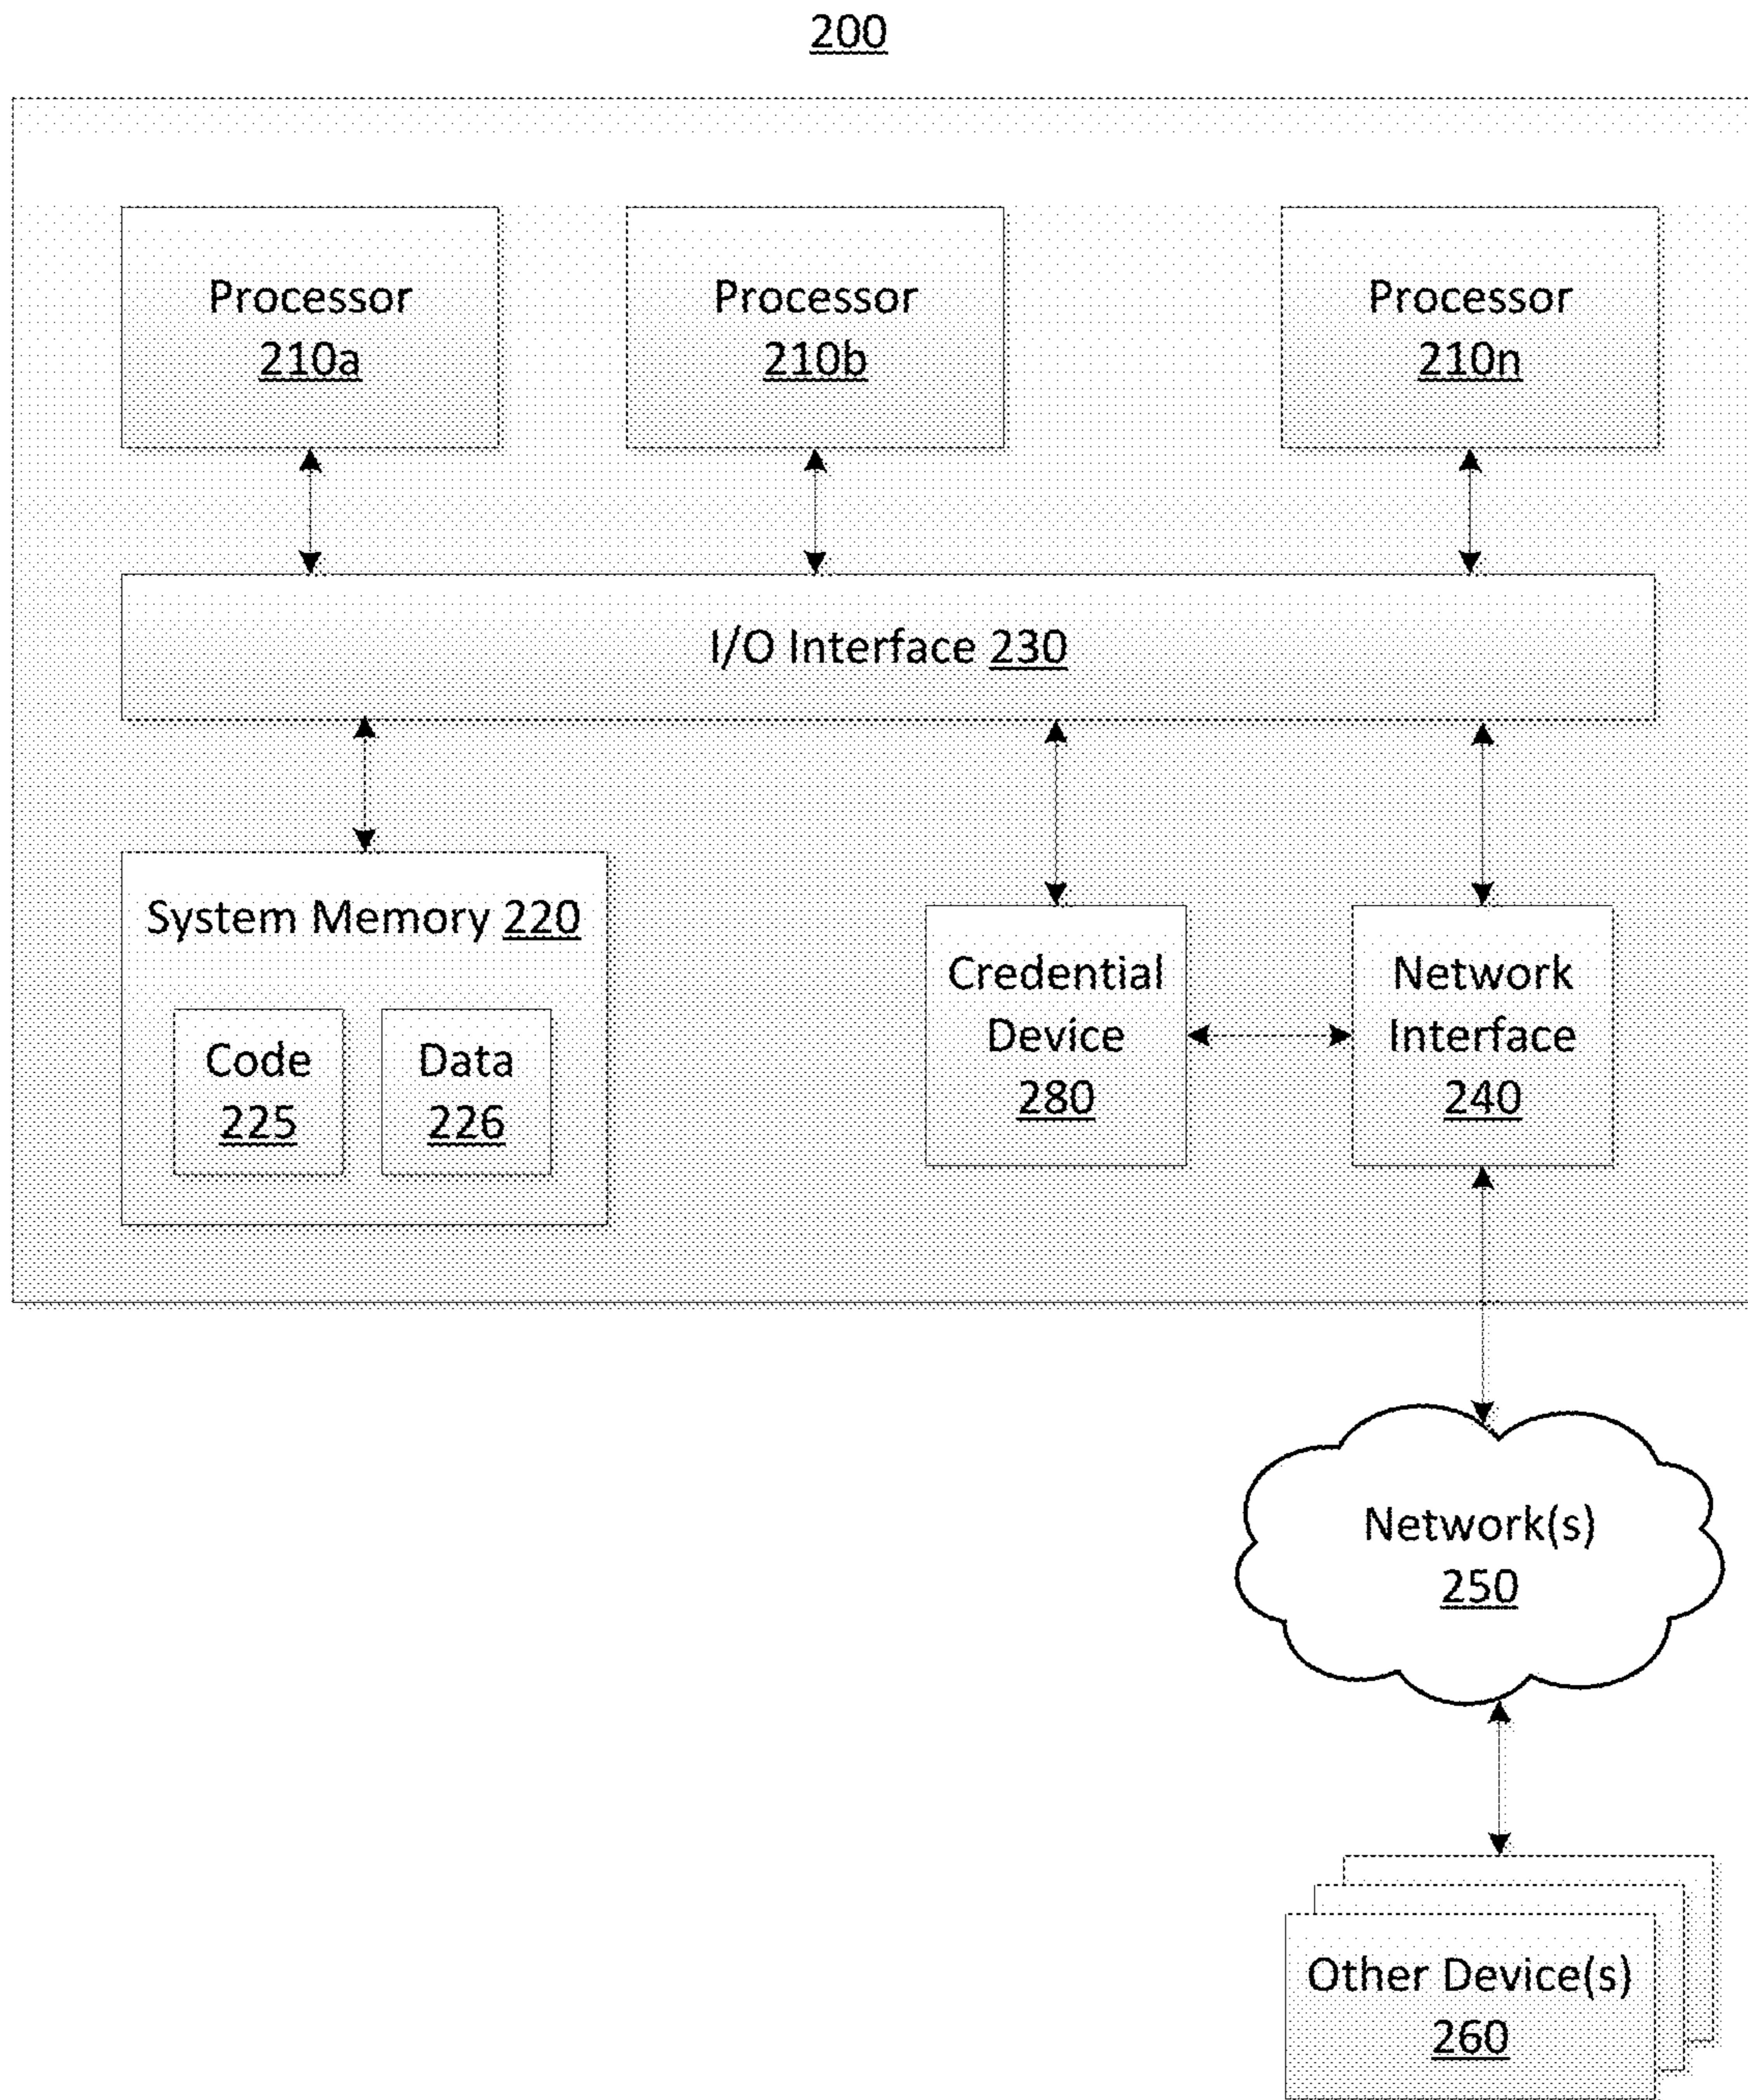 200
Processor
210a
Processor
210b
Processor
210n
I/O Interface 230
System Memory 220
Code
225
Data
226
Credential
Device
280
Network
Interface
240
Network(s)
250
Other Device(s)
260